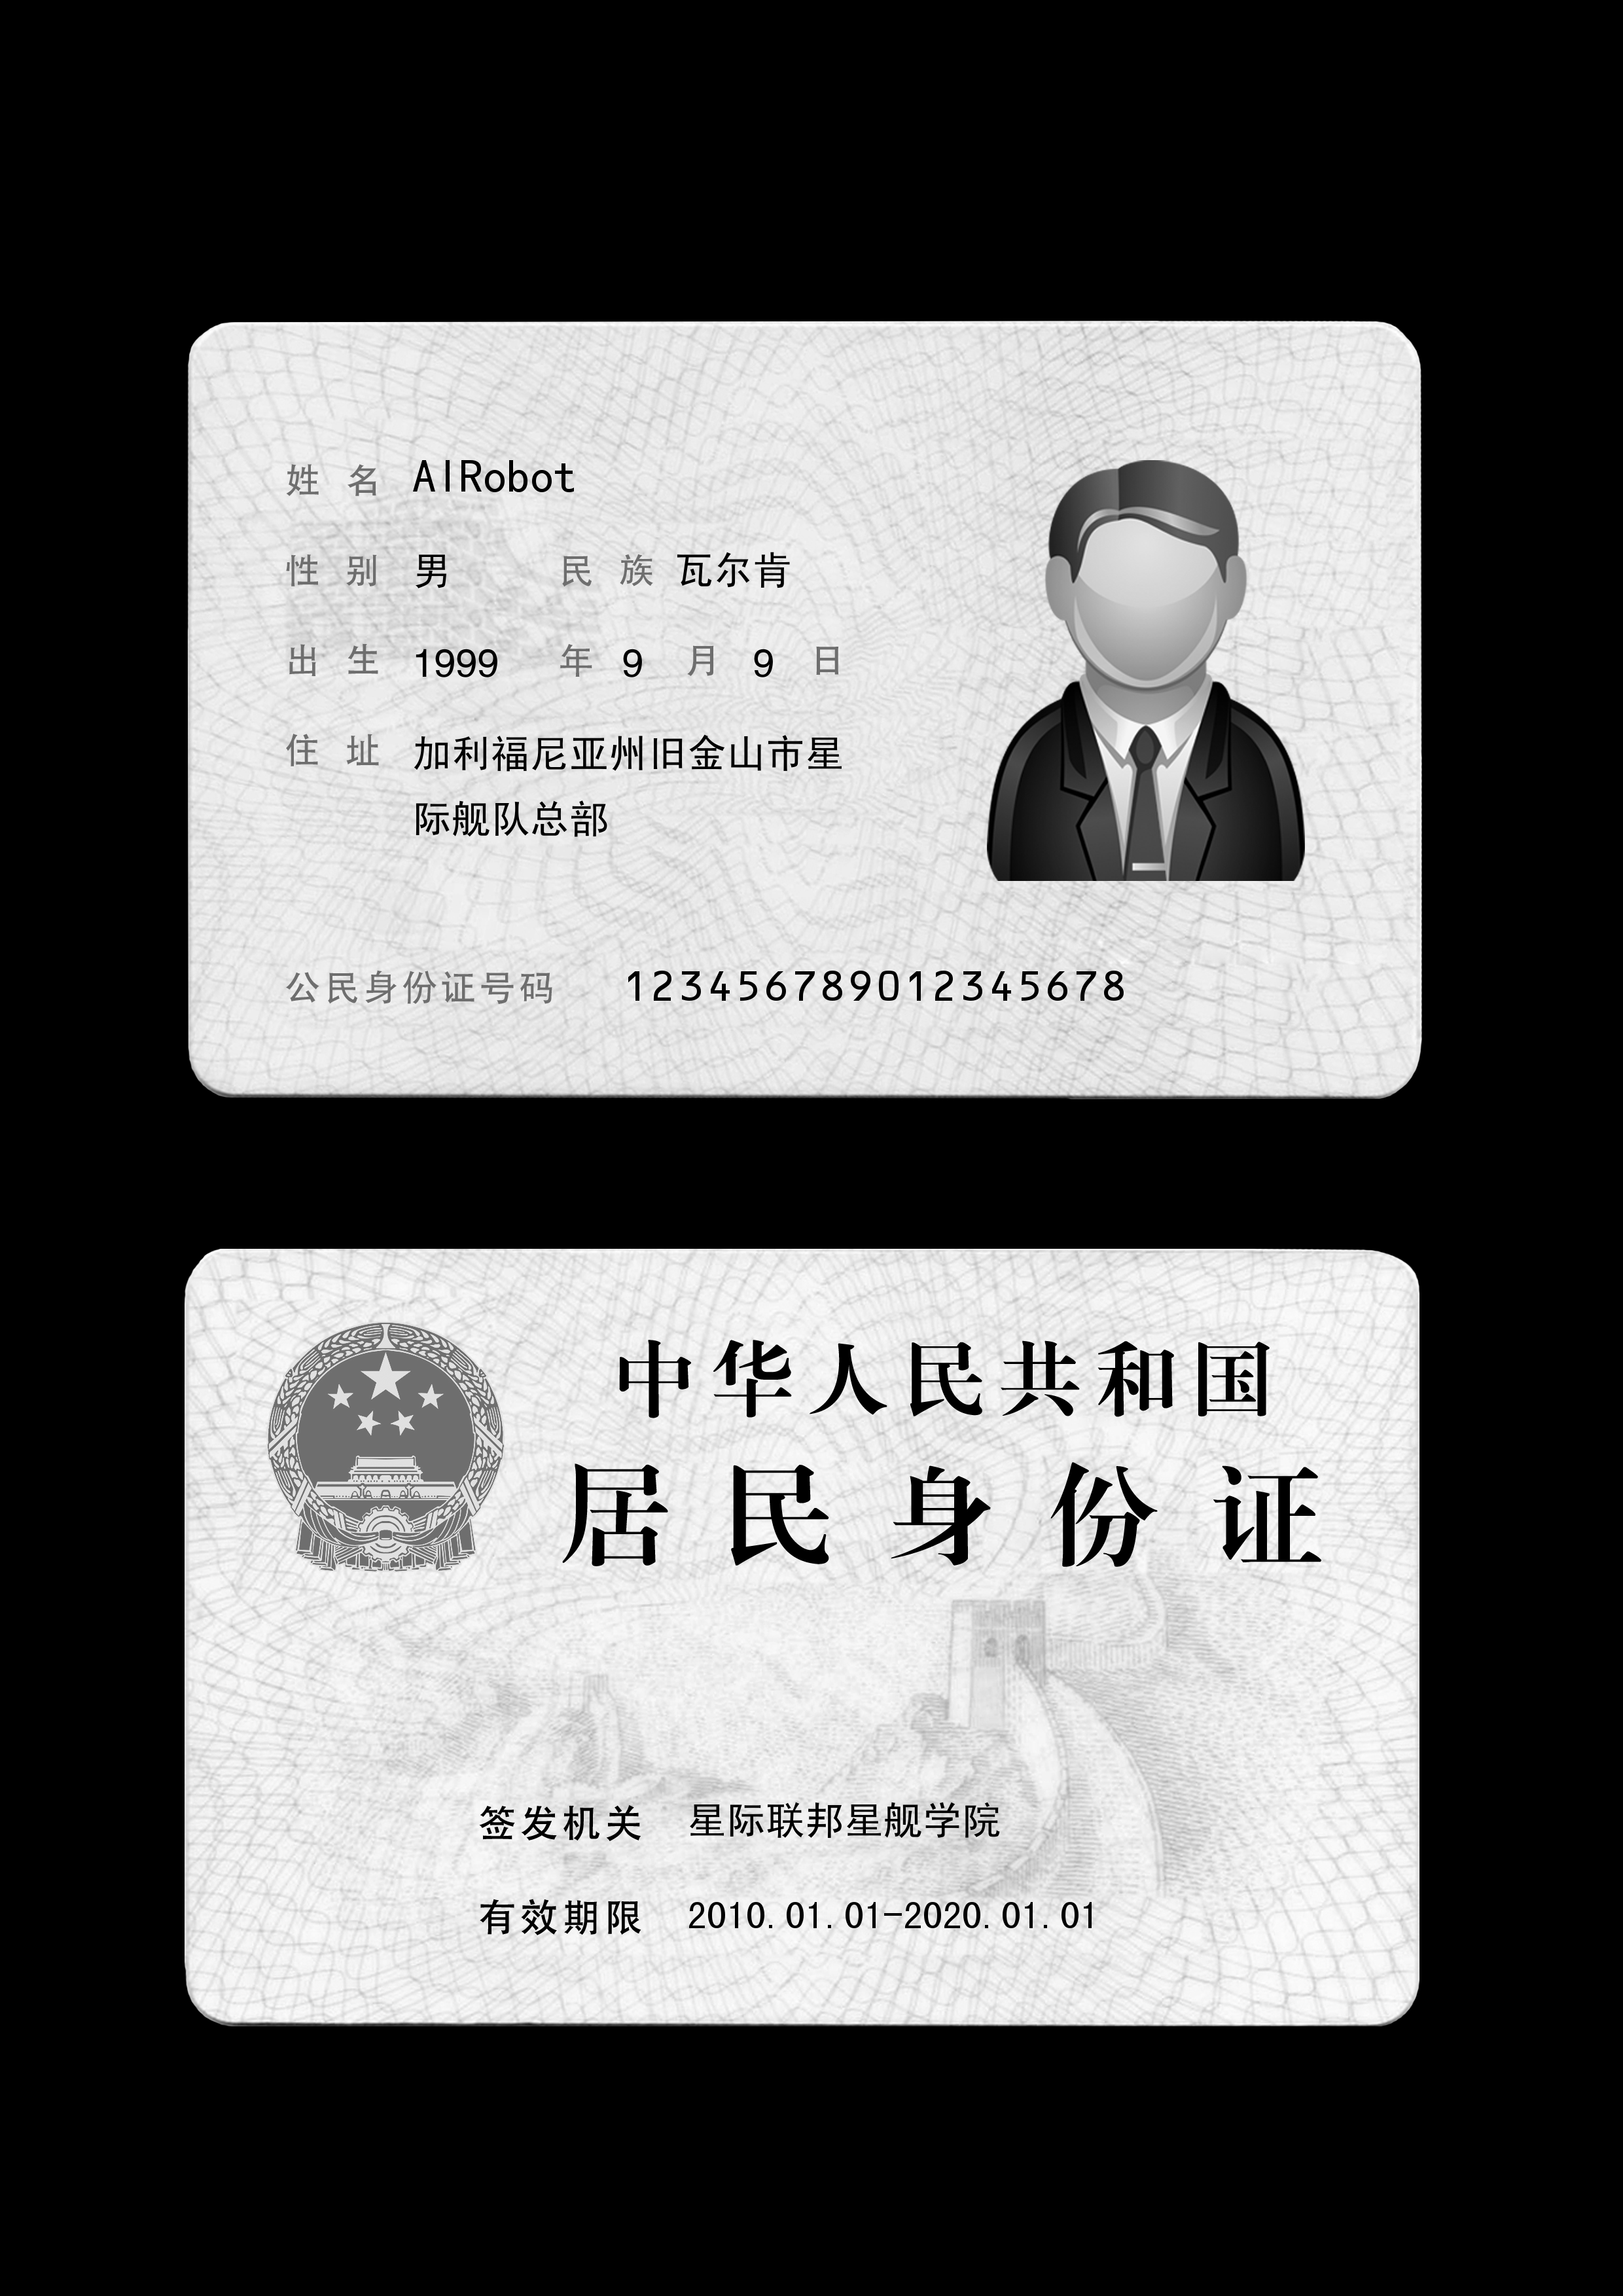 姓名 AIRobot
性别 男 民族 瓦尔肯
出生 1999 年 9 月 9 日
住址 加利福尼亚州旧金山市星
际舰队总部
公民身份证号码 123456789012345678
中华人民共和国
居民身份证
签发机关 星际联邦星舰学院
有效期限 2010.01.01-2020.01.01